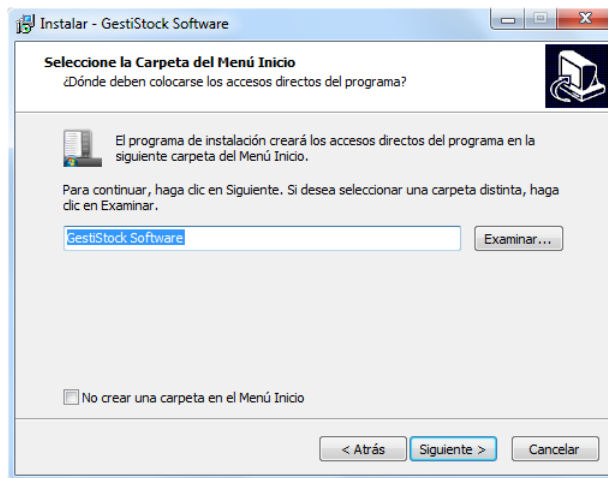 Instalar - GestiStock Software
Seleccione la Carpeta del Menú Inicio
¿Dónde deben colocarse los accesos directos del programa?
El programa de instalación creará los accesos directos del programa en la
siguiente carpeta del Menú Inicio.
Para continuar, haga clic en Siguiente. Si desea seleccionar una carpeta distinta, haga
clic en Examinar.
GestiStock Software
Examinar...
No crear una carpeta en el Menú Inicio
< Atrás
Siguiente >
Cancelar